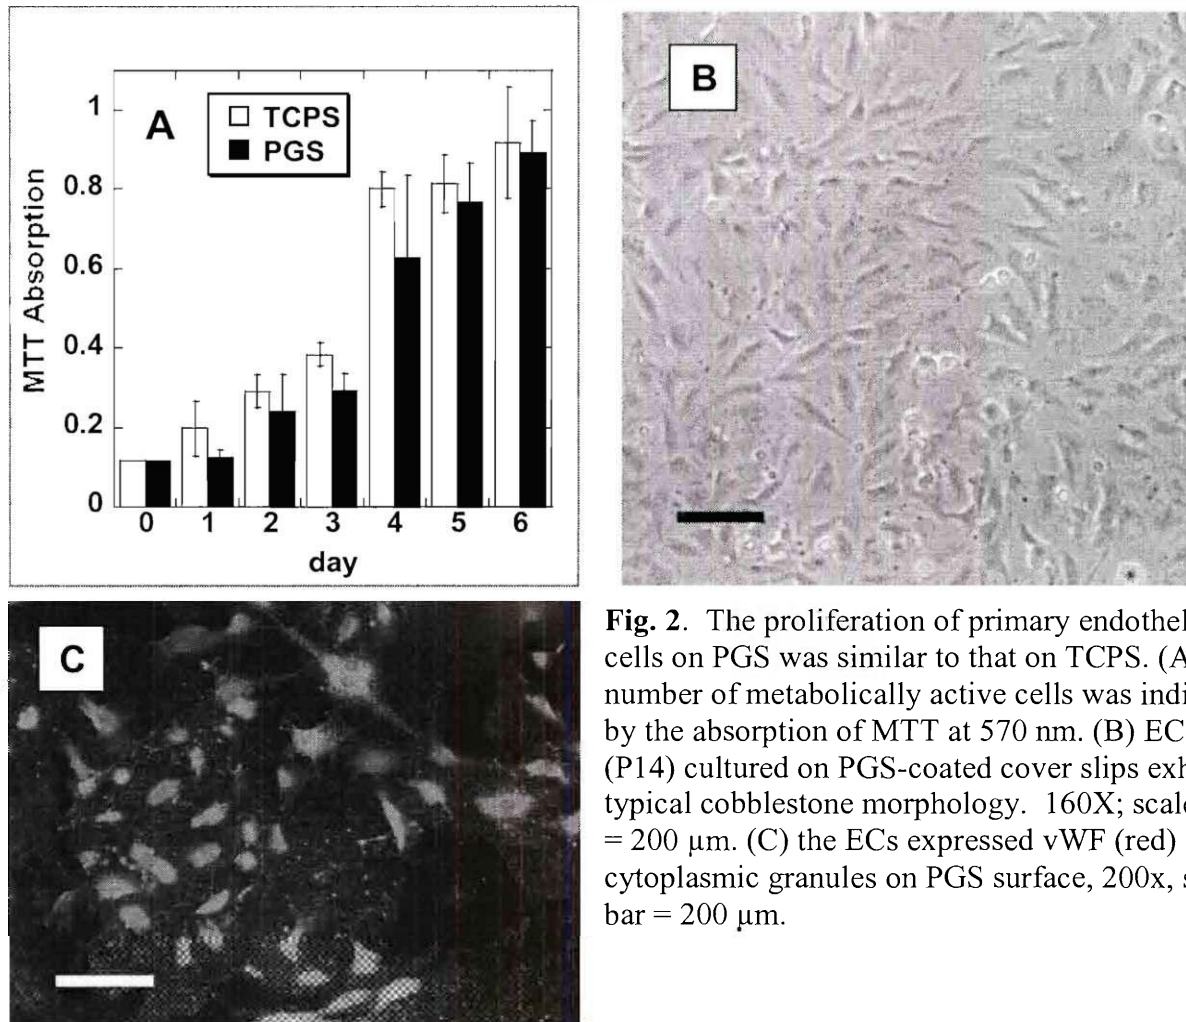 A
TCPS
PGS
MTT Absorption
1
0.8
0.6
0.4
0.2
0
0 1 2 3 4 5 6
day
B
C
Fig. 2. The proliferation of primary endothel
cells on PGS was similar to that on TCPS. (A
number of metabolically active cells was indi
by the absorption of MTT at 570 nm. (B) EC
(P14) cultured on PGS-coated cover slips exh
typical cobblestone morphology. 160X; scale
= 200 µm. (C) the ECs expressed vWF (red)
cytoplasmic granules on PGS surface, 200x, s
bar = 200 µm.